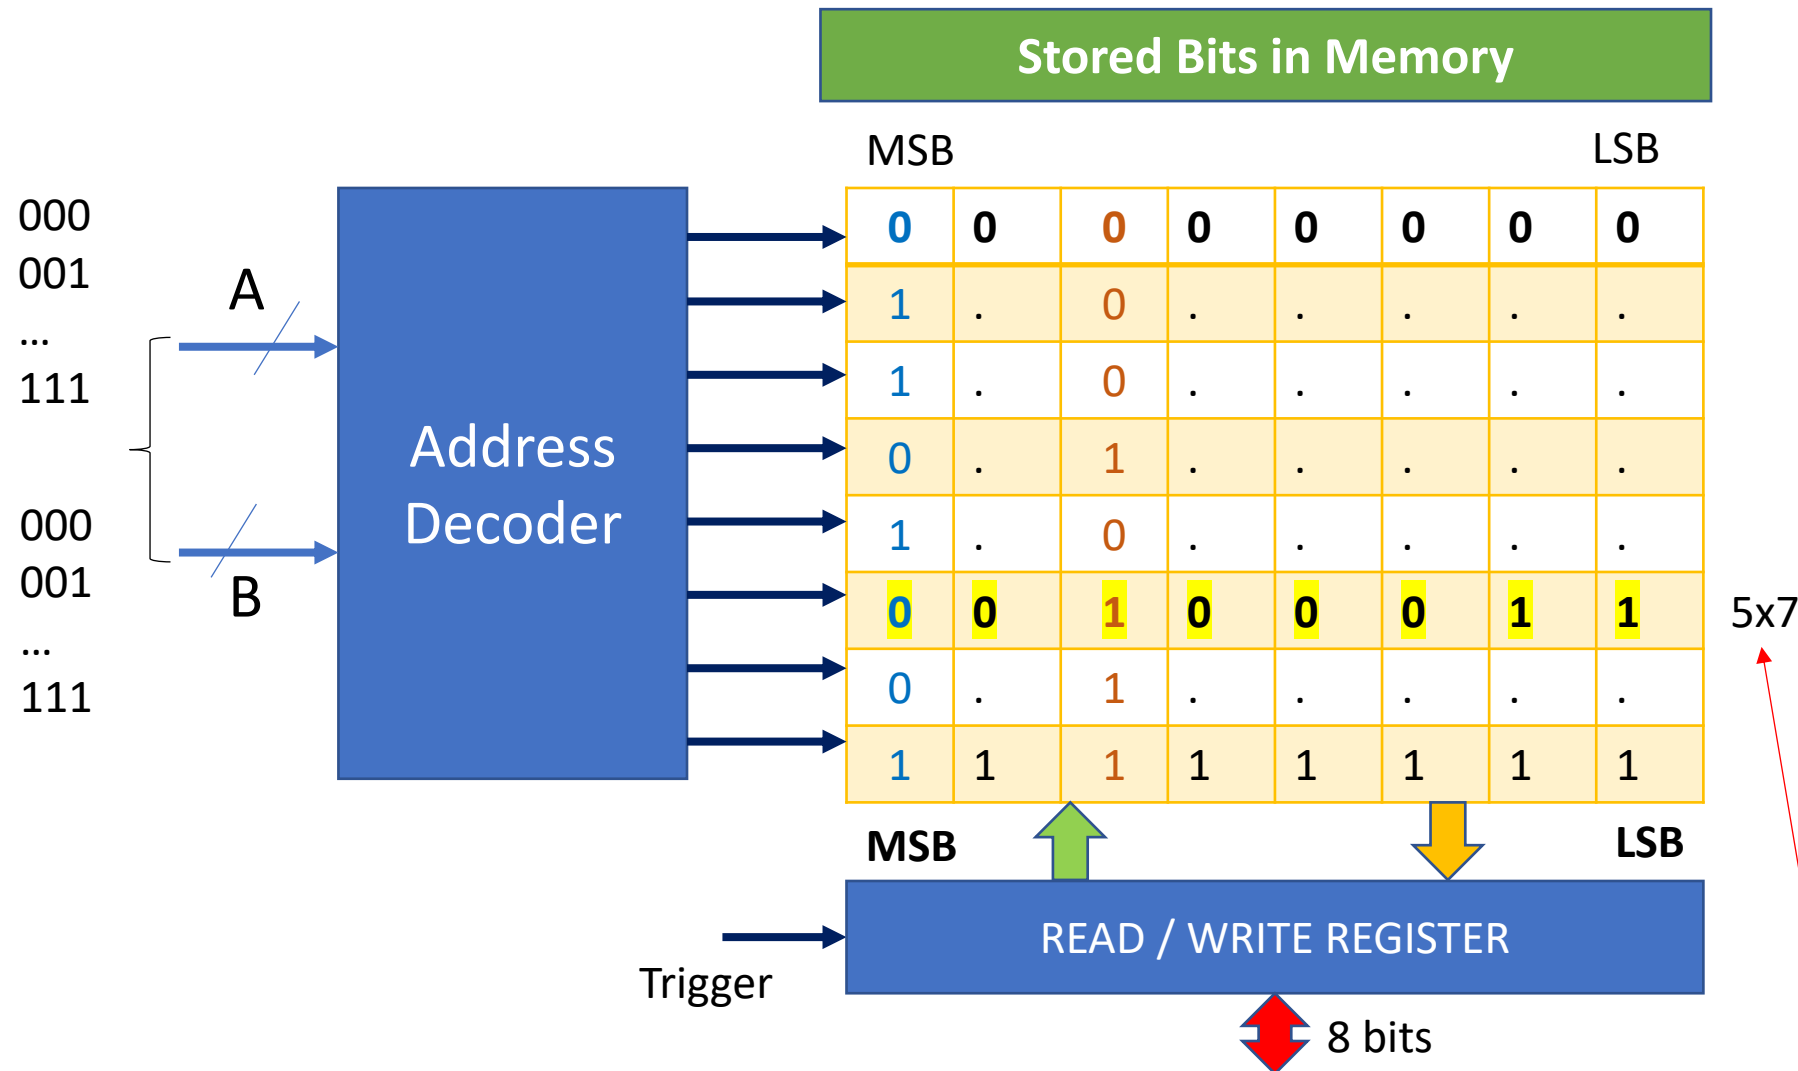 Stored Bits in Memory
MSB LSB
000
001
...
111
A
000
001
...
111
B
Address
Decoder
0 0 0 0 0 0 0 0
1 . 0 . . . . .
1 . 0 . . . . .
0 . 1 . . . . .
1 . 0 . . . . .
0 0 1 0 0 0 1 1 5x7
0 . 1 . . . . .
1 1 1 1 1 1 1 1
MSB LSB
READ / WRITE REGISTER
Trigger
8 bits